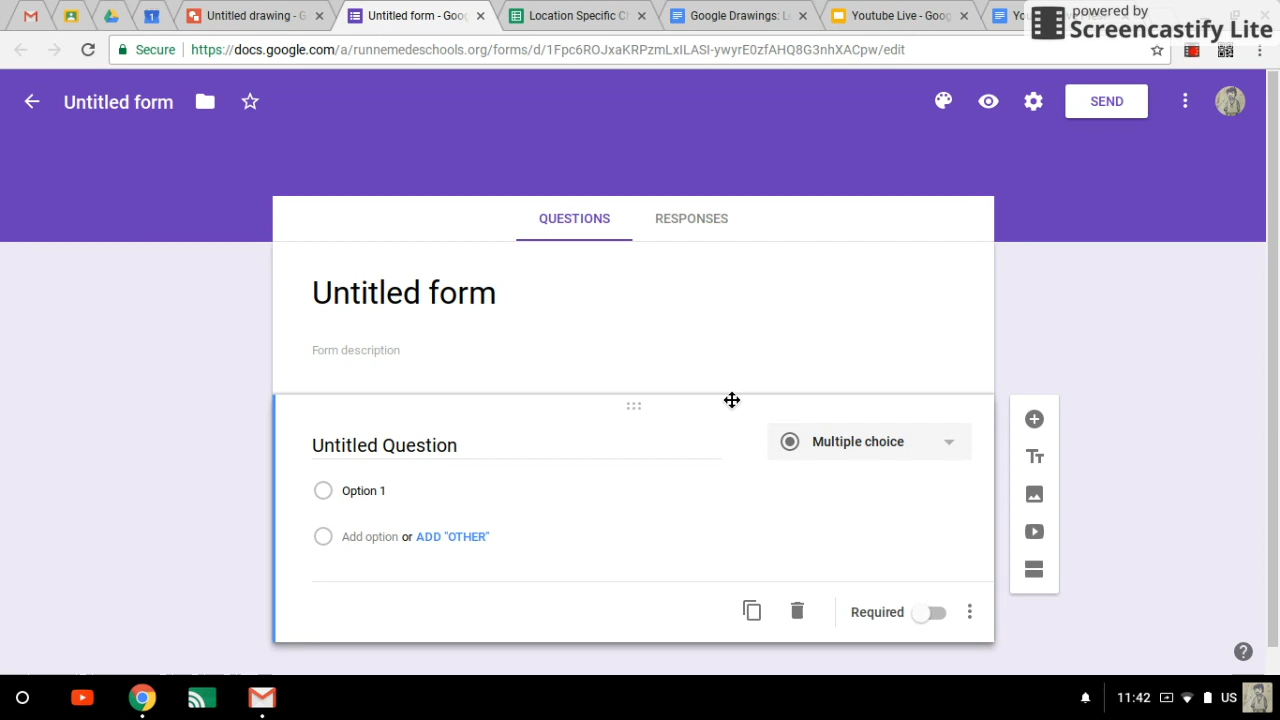 Untitled drawing - G
Untitled form - Goo
Location Specific C
Google Drawings
Youtube Live - Goo
You
powered by
Screencastify Lite
Secure
https://docs.google.com/a/runnemedeschools.org/forms/d/1Fpc6ROJxaKRPzmLxILASI-ywyrE0zfAHQ8G3nhXACpw/edit
Untitled form
SEND
QUESTIONS
RESPONSES
Untitled form
Form description
Untitled Question
Multiple choice
Option 1
Add option or ADD "OTHER"
Required
11:42
US